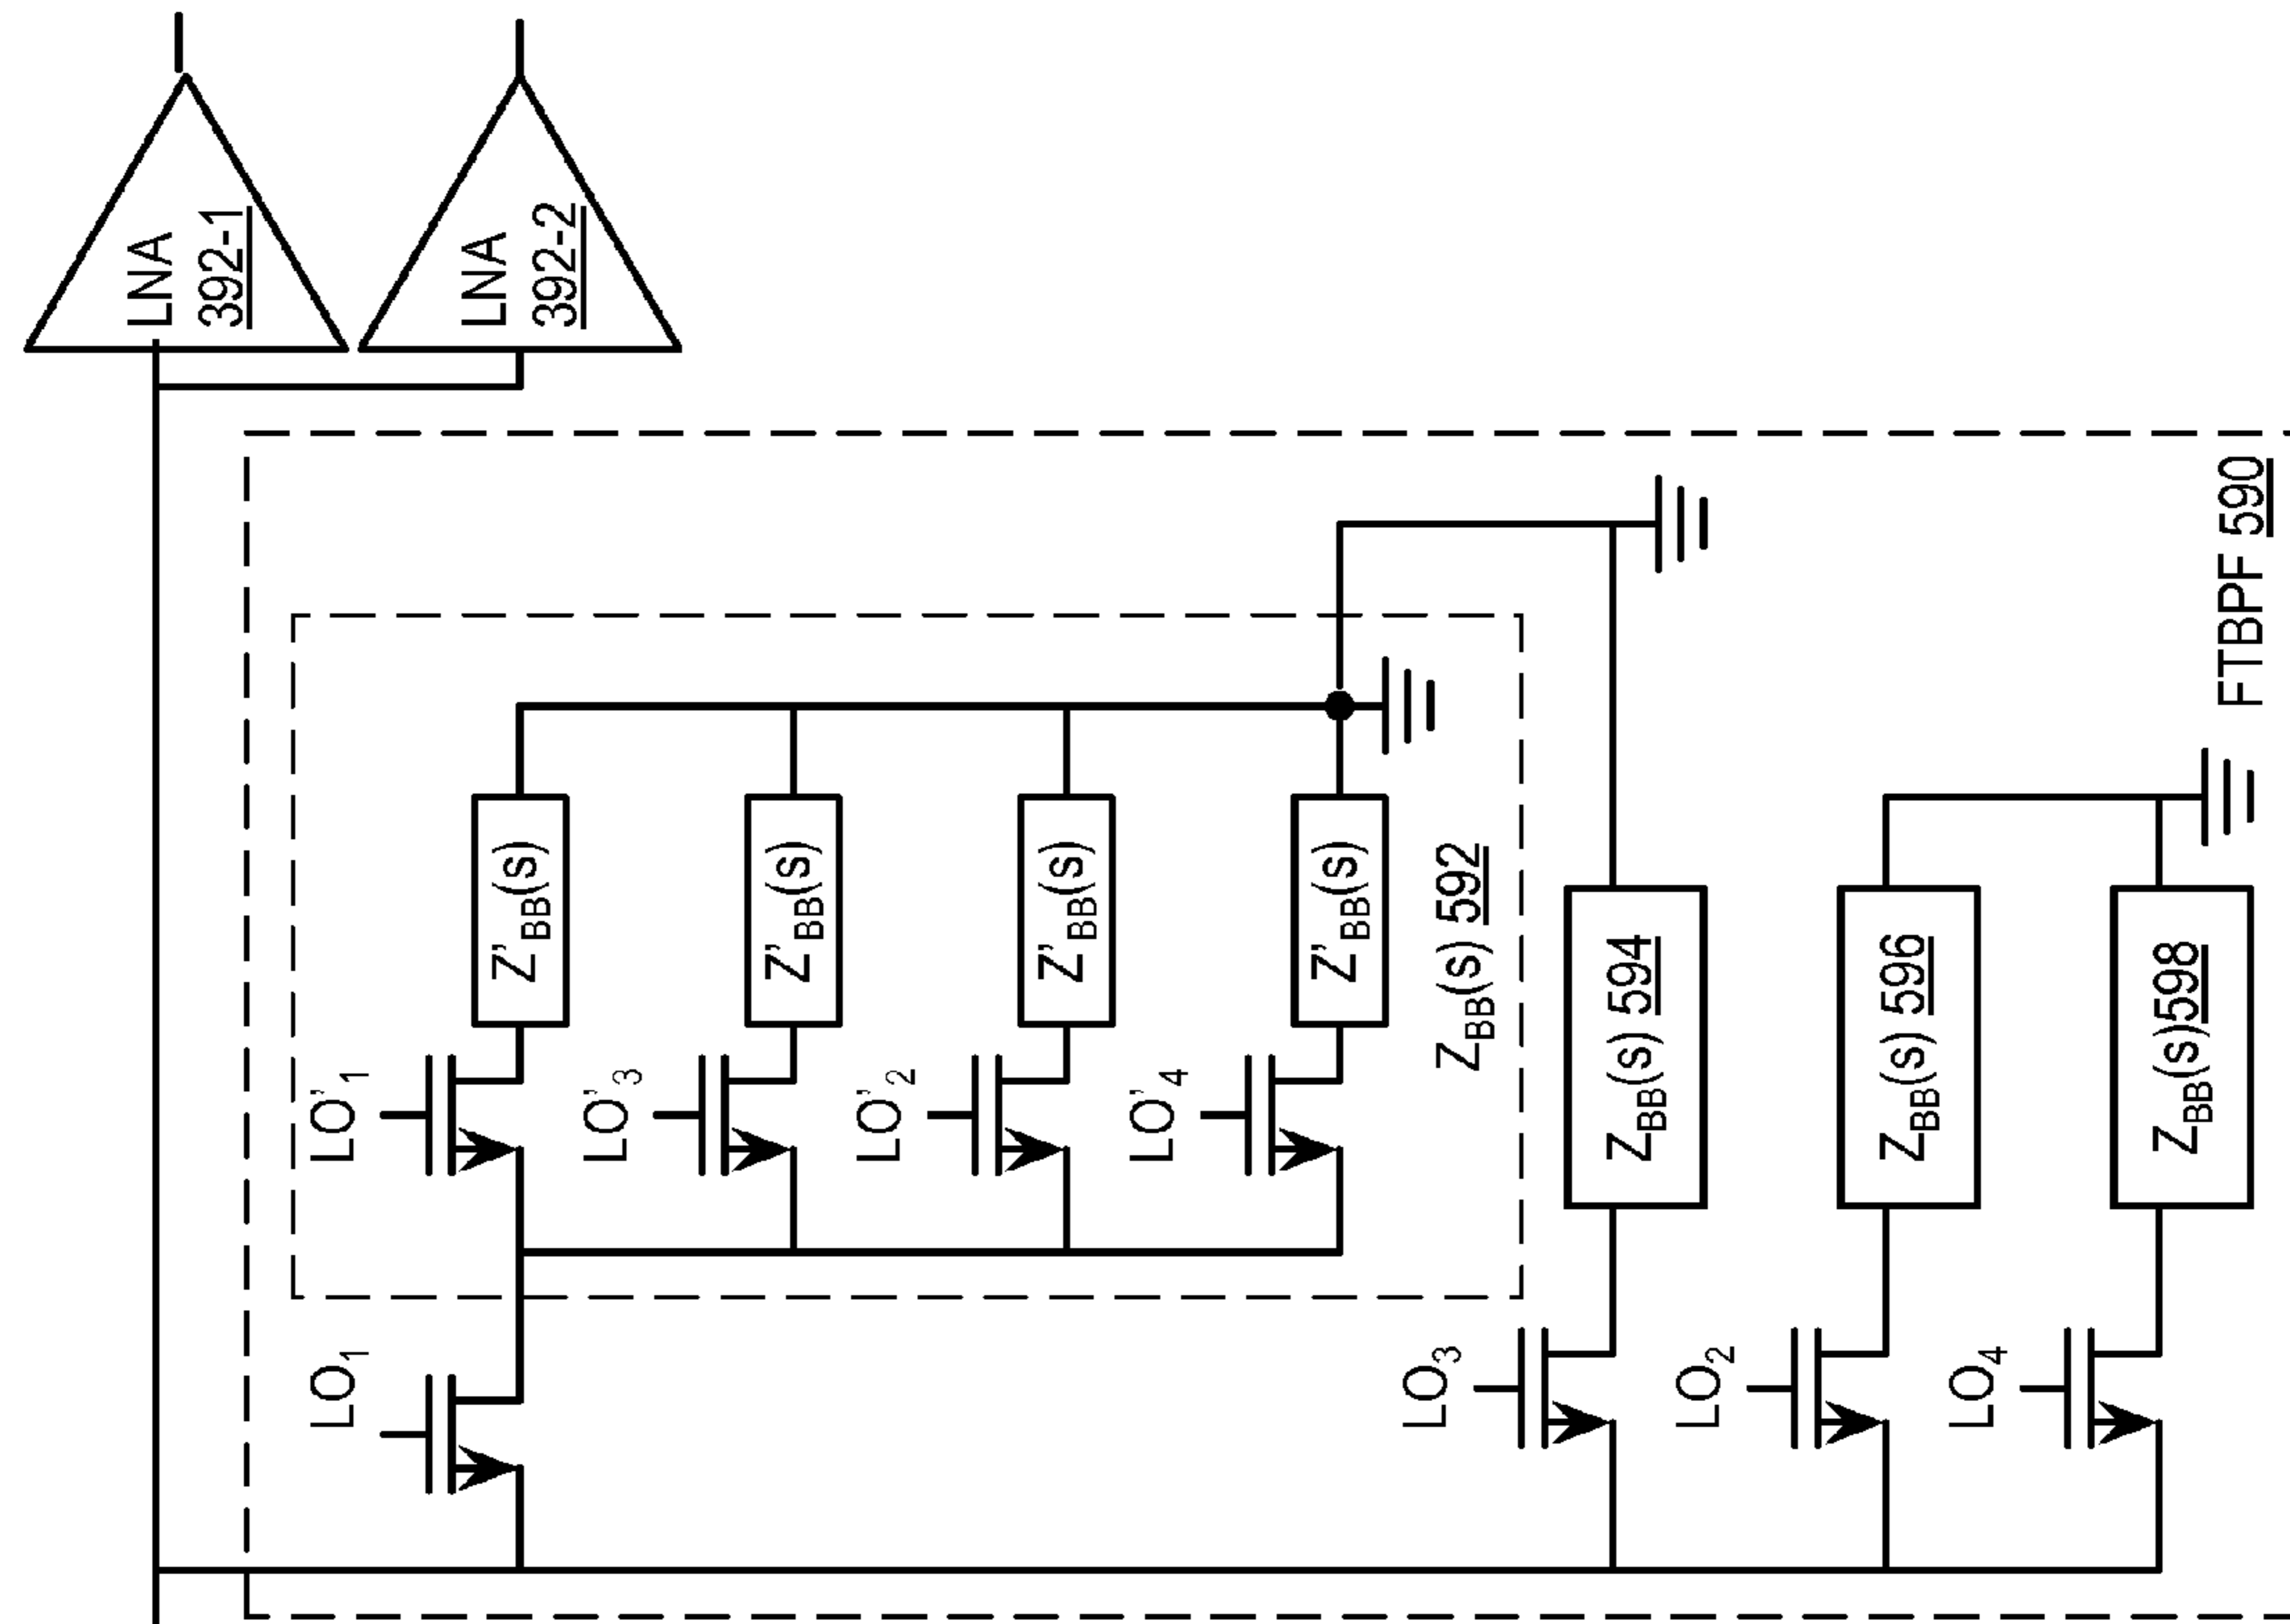 LNA
392-1
LNA
392-2
LO'1
Z'BB(s)
LO'3
Z'BB(s)
LO'2
Z'BB(s)
LO'4
Z'BB(s)
ZBB(s) 592
LO1
LO3
ZBB(s) 594
LO2
ZBB(s) 596
LO4
ZBB(s)598
FTBPF 590